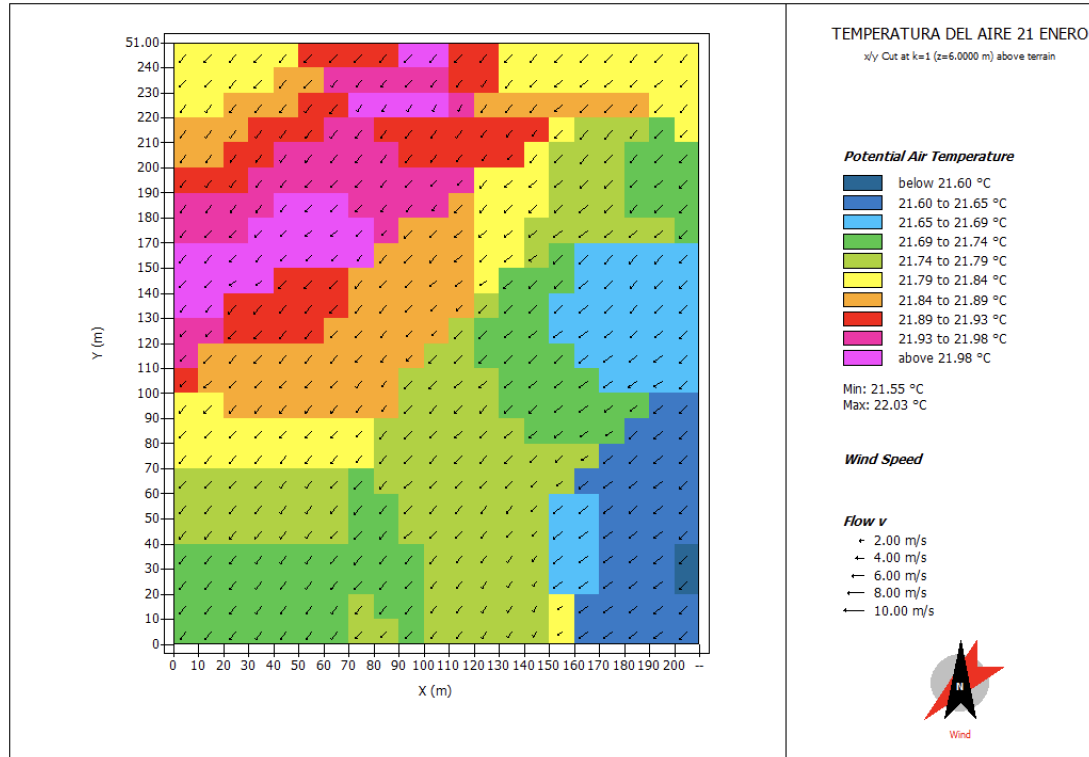 TEMPERATURA DEL AIRE 21 ENERO
x/y Cut at k=1 (z=6.0000 m) above terrain
51.00
240
230
220
210
200
190
180
170
150
140
130
120
120
100
90
80
70
60
50
40
30
20
10
0
Y (m)
0 10 20 30 40 50 60 70 80 90 100 110 120 130 140 150 160 170 180 190 200 --
X (m)
Potential Air Temperature
below 21.60 °C
21.60 to 21.65 °C
21.65 to 21.69 °C
21.69 to 21.74 °C
21.74 to 21.79 °C
21.79 to 21.84 °C
21.84 to 21.89 °C
21.89 to 21.93 °C
21.93 to 21.98 °C
above 21.98 °C
Min: 21.55 °C
Max: 22.03 °C
Wind Speed
Flow v
2.00 m/s
4.00 m/s
6.00 m/s
8.00 m/s
10.00 m/s
N
Wind